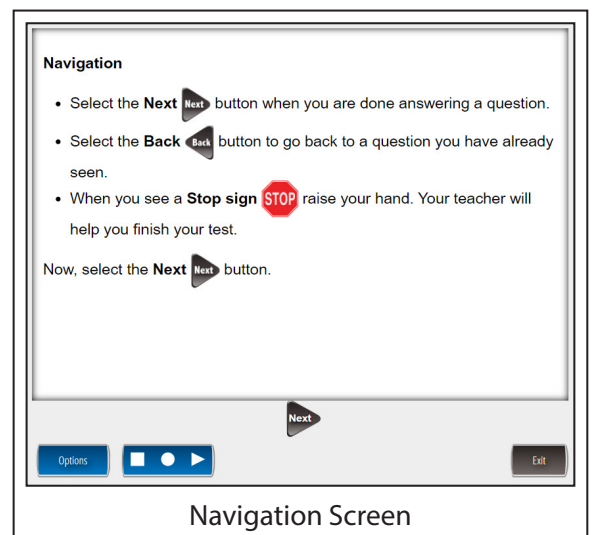 Navigation
• Select the Next Next button when you are done answering a question.
• Select the Back Back button to go back to a question you have already
seen.
• When you see a Stop sign STOP raise your hand. Your teacher will
help you finish your test.
Now, select the Next Next button.
Next
Options
Exit
Navigation Screen